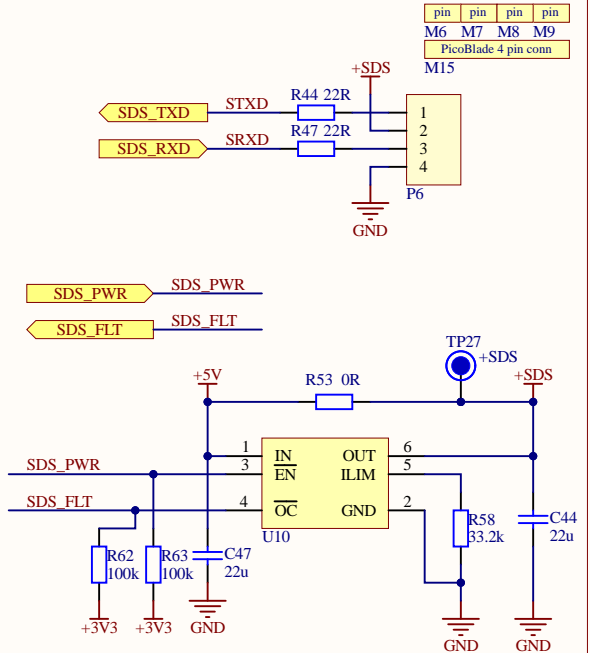 pin pin pin pin
M6 M7 M8 M9
PicoBlade 4 pin conn
M15
+SDS
R44 22R
SDS_TXD STXD 1
2
R47 22R
SDS_RXD SRXD 3
4
P6
GND
SDS_PWR SDS_PWR
SDS_FLT SDS_FLT
TP27
+SDS
+5V R53 0R +SDS
1 IN OUT 6
SDS_PWR 3 EN ILIM 5
SDS_FLT 4 OC GND 2
U10
R58
33.2k
C44
22u
R62 R63 C47
100k 100k 22u
+3V3 +3V3 GND
GND GND